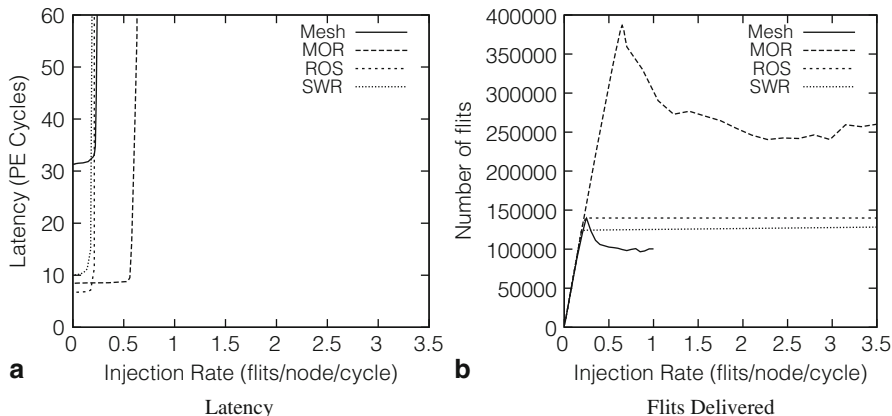 Latency (PE Cycles)
60
50
40
30
20
10
0
Mesh
MOR
ROS
SWR
0 0.5 1 1.5 2 2.5 3 3.5
Injection Rate (flits/node/cycle)
a
Latency
Number of flits
400000
350000
300000
250000
200000
150000
100000
50000
0
Mesh
MOR
ROS
SWR
0 0.5 1 1.5 2 2.5 3 3.5
Injection Rate (flits/node/cycle)
b
Flits Delivered